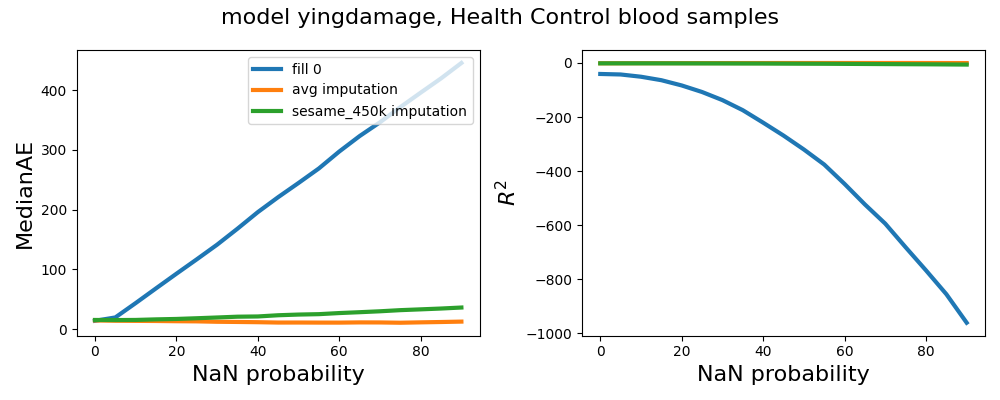 model yingdamage, Health Control blood samples
MedianAE
400
300
200
100
0
fill 0
avg imputation
sesame_450k imputation
0 20 40 60 80
NaN probability
R²
0
−200
−400
−600
−800
−1000
0 20 40 60 80
NaN probability